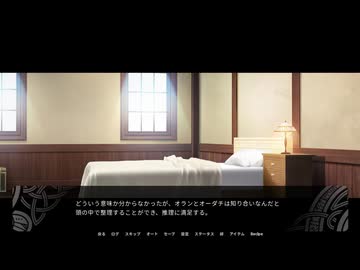 どういう意味か分からなかったが、オランとオーダチは知り合いなんだと
頭の中で整理することができ、推理に満足する。
戻る ログ スキップ オート セーブ 設定 ステータス 絆 アイテム Recipe